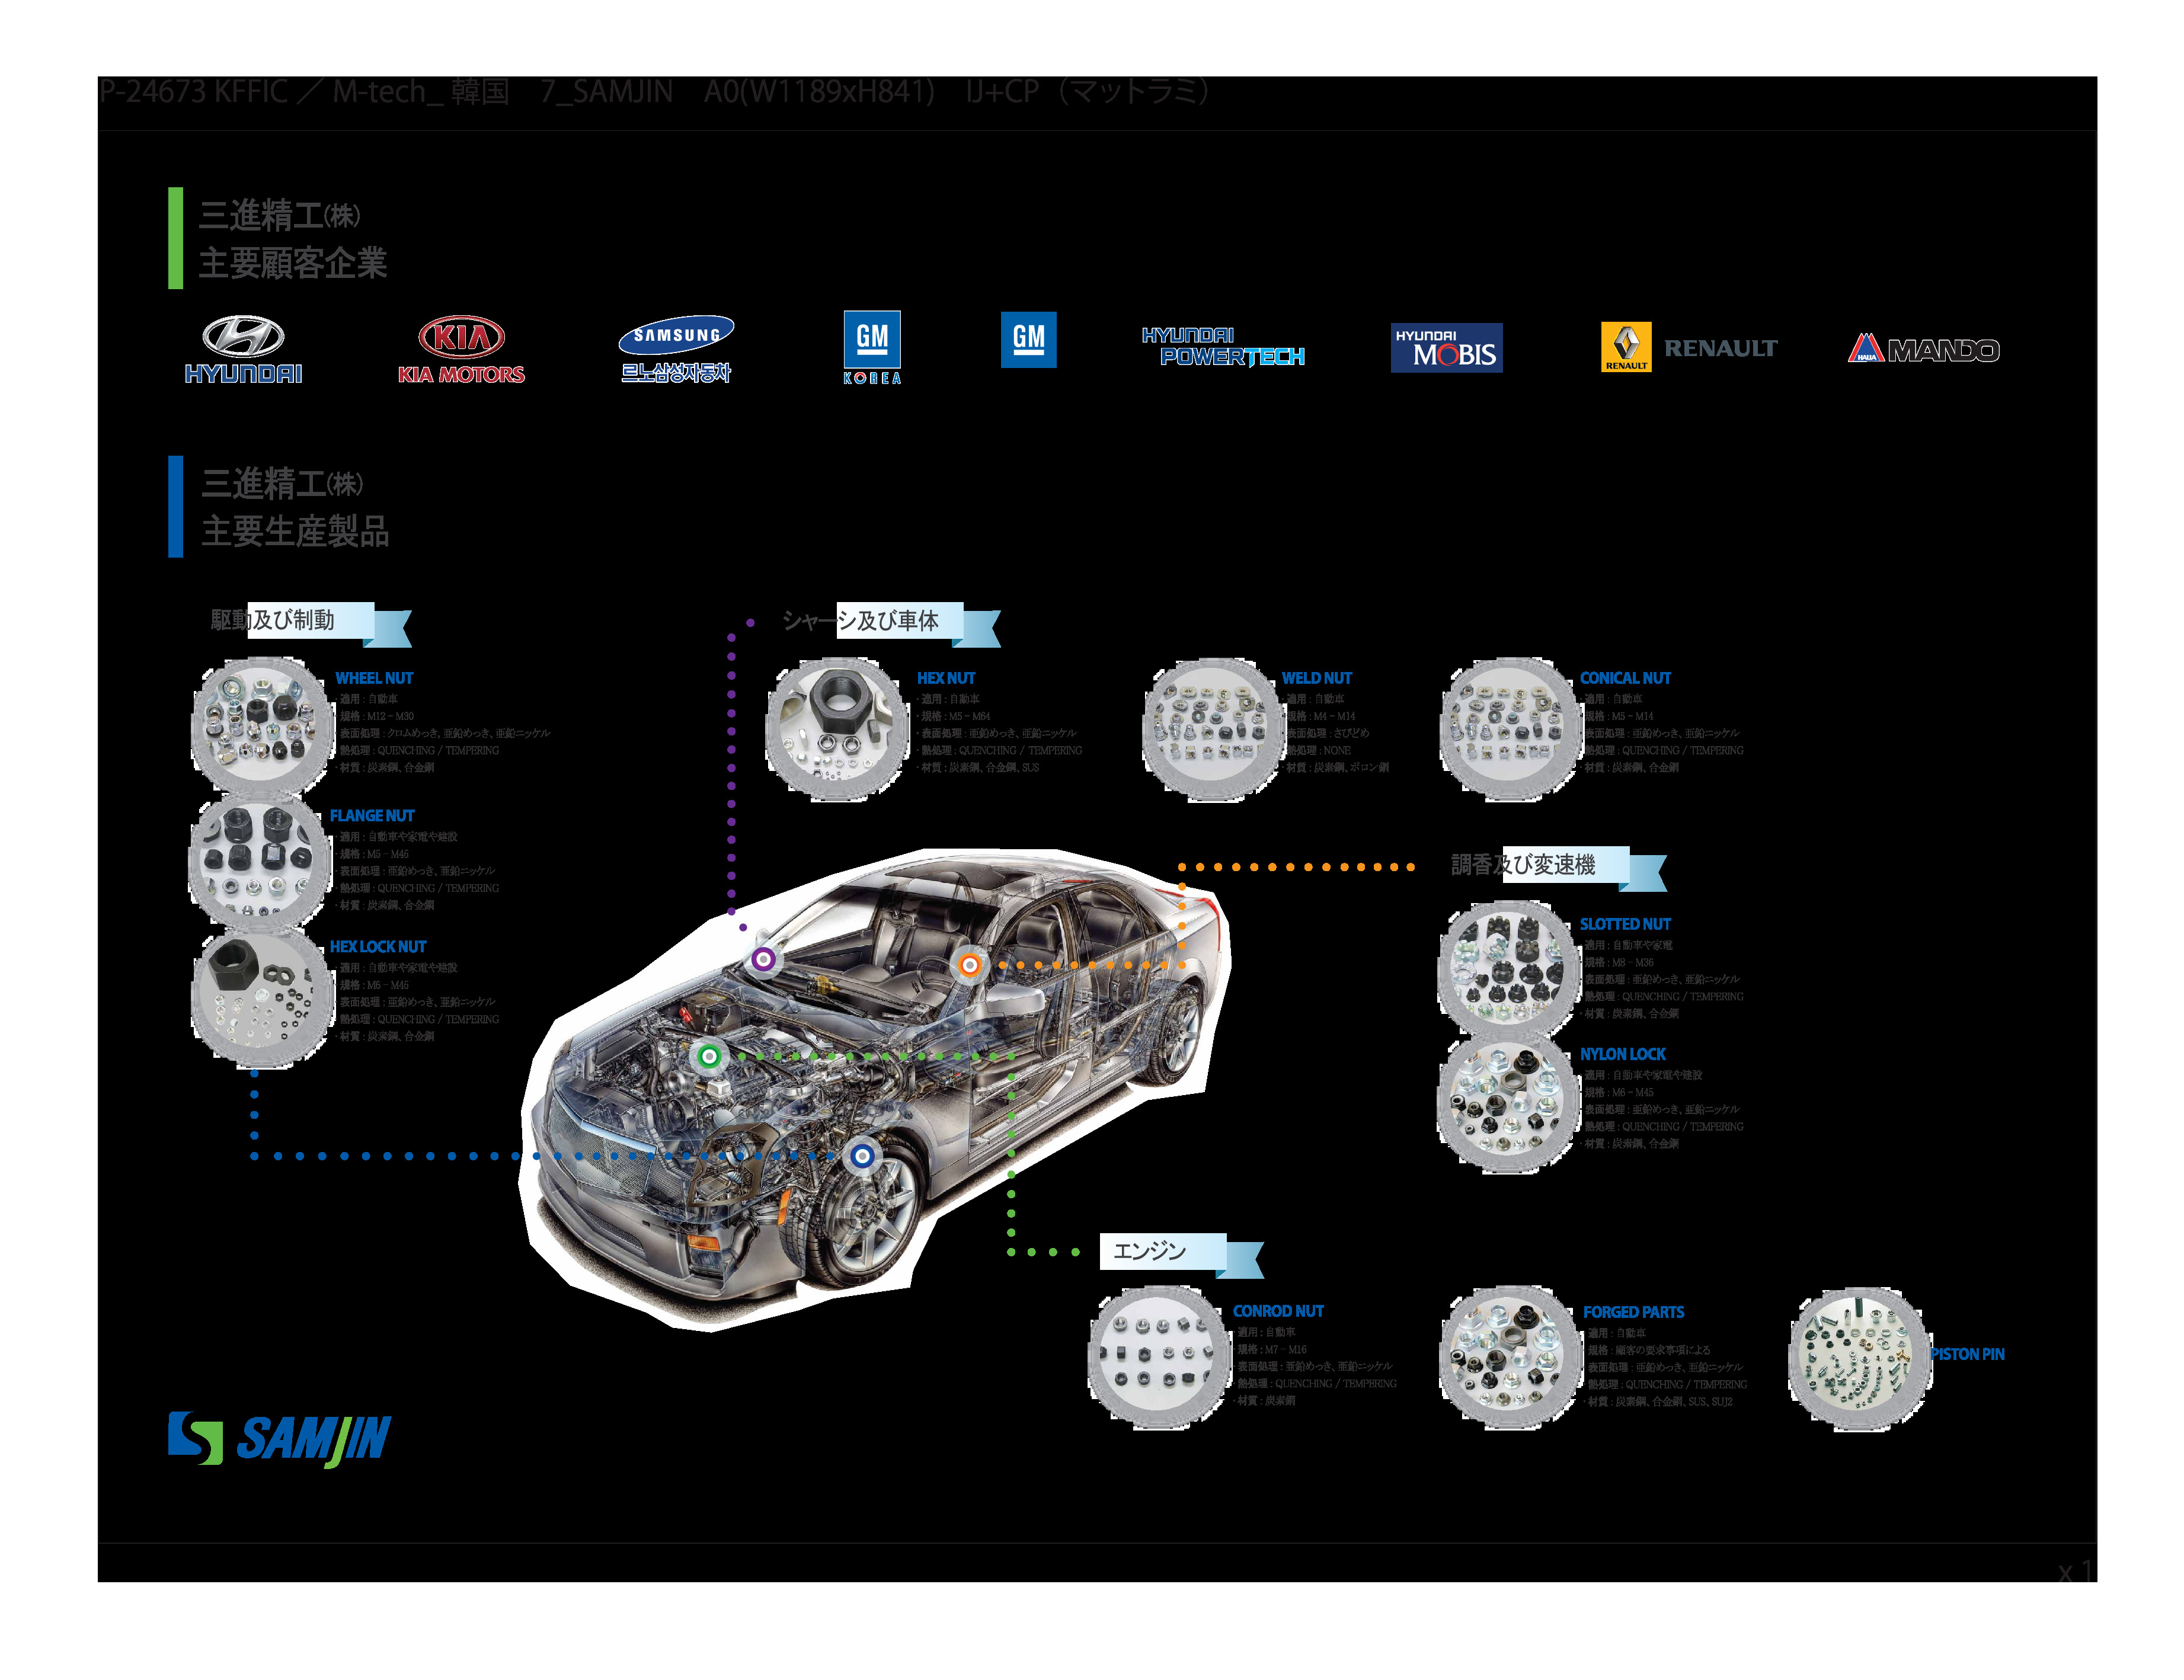 P-24673 KFFIC ／ M-tech_ 韓国　7_SAMJIN　A0(W1189xH841)　IJ+CP（マットラミ）
三進精工(株)
主要顧客企業
HYUNDAI
KIA
KIA MOTORS
SAMSUNG
르노삼성자동차
GM
KOREA
GM
HYUNDAI
POWERTECH
HYUNDAI
MOBIS
RENAULT
RENAULT
HALLA
MANDO
三進精工(株)
主要生産製品
駆動及び制動
WHEEL NUT
· 適用 : 自動車
· 規格 : M12 – M30
· 表面処理 : クロムめっき, 亜鉛めっき、亜鉛ニッケル
· 熱処理 : QUENCHING / TEMPERING
· 材質 : 炭素鋼、合金鋼
FLANGE NUT
· 適用 : 自動車や家電や建設
· 規格 : M5 – M45
· 表面処理 : 亜鉛めっき, 亜鉛ニッケル
· 熱処理 : QUENCHING / TEMPERING
· 材質 : 炭素鋼、合金鋼
HEX LOCK NUT
· 適用 : 自動車や家電や建設
· 規格 : M6 – M45
· 表面処理 : 亜鉛めっき、亜鉛ニッケル
· 熱処理 : QUENCHING / TEMPERING
· 材質 : 炭素鋼、合金鋼
シャーシ及び車体
HEX NUT
· 適用 : 自動車
· 規格 : M5 – M64
· 表面処理 : 亜鉛めっき、亜鉛ニッケル
· 熱処理 : QUENCHING / TEMPERING
· 材質 : 炭素鋼、合金鋼、SUS
WELD NUT
· 適用 : 自動車
· 規格 : M4 – M14
· 表面処理 : さびどめ
· 熱処理 : NONE
· 材質 : 炭素鋼、ボロン鋼
CONICAL NUT
· 適用 : 自動車
· 規格 : M5 – M14
· 表面処理 : 亜鉛めっき、亜鉛ニッケル
· 熱処理 : QUENCHING / TEMPERING
· 材質 : 炭素鋼、合金鋼
調香及び変速機
SLOTTED NUT
· 適用 : 自動車や家電
· 規格 : M8 – M36
· 表面処理 : 亜鉛めっき、亜鉛ニッケル
· 熱処理 : QUENCHING / TEMPERING
· 材質 : 炭素鋼、合金鋼
NYLON LOCK
· 適用 : 自動車や家電や建設
· 規格 : M6 – M45
· 表面処理 : 亜鉛めっき、亜鉛ニッケル
· 熱処理 : QUENCHING / TEMPERING
· 材質 : 炭素鋼、合金鋼
エンジン
CONROD NUT
· 適用 : 自動車
· 規格 : M7 – M16
· 表面処理 : 亜鉛めっき、亜鉛ニッケル
· 熱処理 : QUENCHING / TEMPERING
· 材質 : 炭素鋼
FORGED PARTS
· 適用 : 自動車
· 規格 : 顧客の要求事項による
· 表面処理 : 亜鉛めっき、亜鉛ニッケル
· 熱処理 : QUENCHING / TEMPERING
· 材質 : 炭素鋼、合金鋼、SUS、SUJ2
PISTON PIN
SAMJIN
x 1